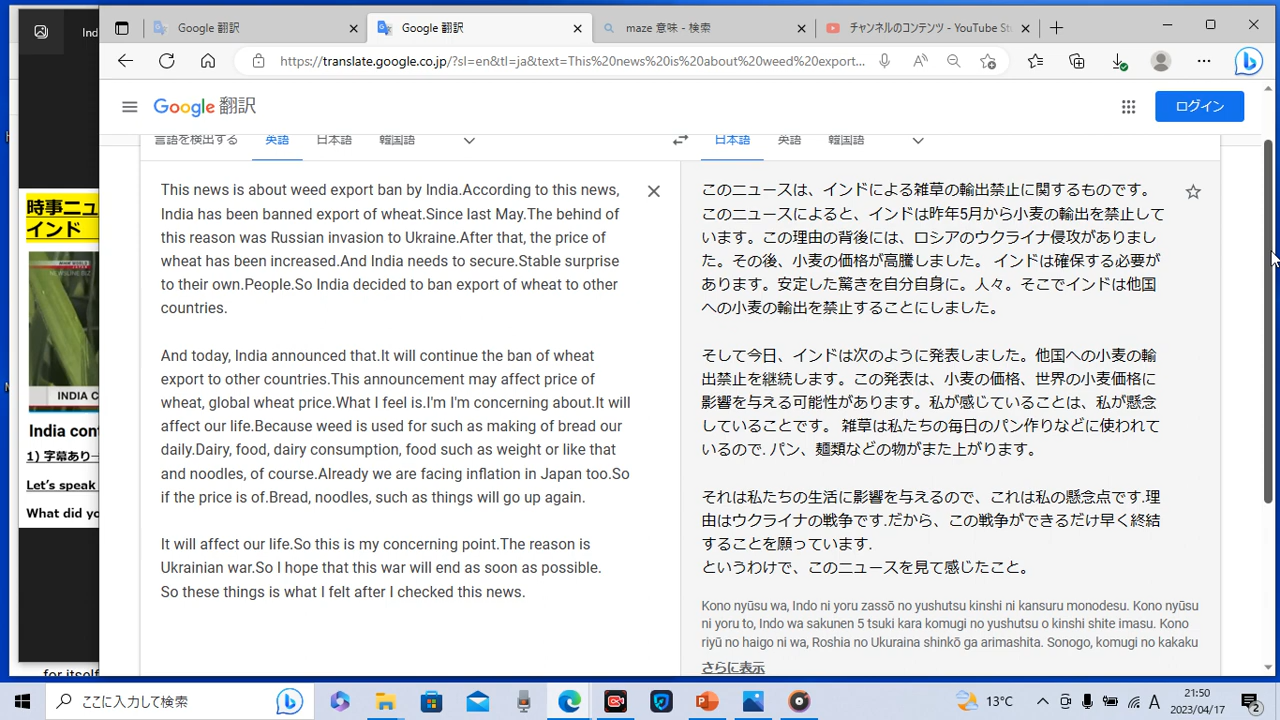 Ind
時事ニュ
インド
INDIA C
India cont
1) 字幕あり
Let's speak
What did yo
for itself
Google 翻訳
Google 翻訳
maze 意味 - 検索
チャンネルのコンテンツ - YouTube St
https://translate.google.co.jp/?sl=en&tl=ja&text=This%20news%20is%20about%20weed%20export...
Google 翻訳
ログイン
言語を検出する 英語 日本語 韓国語
日本語 英語 韓国語
This news is about weed export ban by India.According to this news,
India has been banned export of wheat.Since last May.The behind of
this reason was Russian invasion to Ukraine.After that, the price of
wheat has been increased.And India needs to secure.Stable surprise
to their own.People.So India decided to ban export of wheat to other
countries.
And today, India announced that.It will continue the ban of wheat
export to other countries.This announcement may affect price of
wheat, global wheat price.What I feel is.I'm I'm concerning about.It will
affect our life.Because weed is used for such as making of bread our
daily.Dairy, food, dairy consumption, food such as weight or like that
and noodles, of course.Already we are facing inflation in Japan too.So
if the price is of.Bread, noodles, such as things will go up again.
It will affect our life.So this is my concerning point.The reason is
Ukrainian war.So I hope that this war will end as soon as possible.
So these things is what I felt after I checked this news.
このニュースは、インドによる雑草の輸出禁止に関するものです。
このニュースによると、インドは昨年5月から小麦の輸出を禁止して
います。この理由の背後には、ロシアのウクライナ侵攻がありまし
た。その後、小麦の価格が高騰しました。 インドは確保する必要が
あります。安定した驚きを自分自身に。人々。そこでインドは他国
への小麦の輸出を禁止することにしました。
そして今日、インドは次のように発表しました。他国への小麦の輸
出禁止を継続します。この発表は、小麦の価格、世界の小麦価格に
影響を与える可能性があります。私が感じていることは、私が懸念
していることです。 雑草は私たちの毎日のパン作りなどに使われて
いるので. パン、麺類などの物がまた上がります。
それは私たちの生活に影響を与えるので、これは私の懸念点です.理
由はウクライナの戦争です.だから、この戦争ができるだけ早く終結
することを願っています.
というわけで、このニュースを見て感じたこと。
Kono nyūsu wa, Indo ni yoru zassō no yushutsu kinshi ni kansuru monodesu. Kono nyūsu
ni yoru to, Indo wa sakunen 5 tsuki kara komugi no yushutsu o kinshi shite imasu. Kono
riyū no haigo ni wa, Roshia no Ukuraina shinkō ga arimashita. Sonogo, komugi no kakaku
さらに表示
ここに入力して検索
13°C
A
21:50
2023/04/17
2